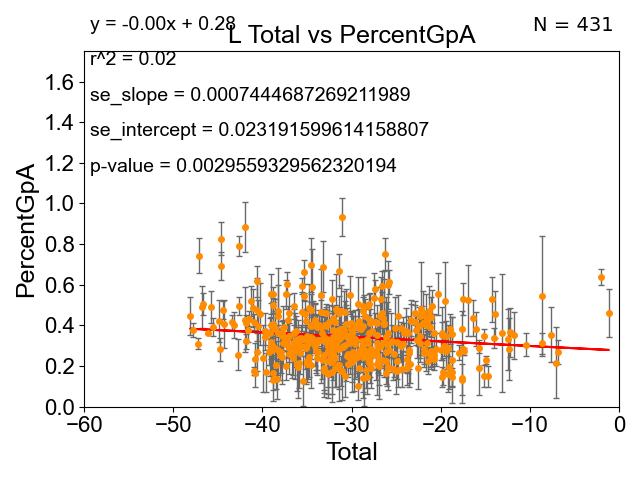 y = -0.00x + 0.28
N = 431
L Total vs PercentGpA
r^2 = 0.02
se_slope = 0.0007444687269211989
se_intercept = 0.023191599614158807
p-value = 0.0029559329562320194
PercentGpA
1.6
1.4
1.2
1.0
0.8
0.6
0.4
0.2
0.0
−60
−50
−40
−30
−20
−10
0
Total